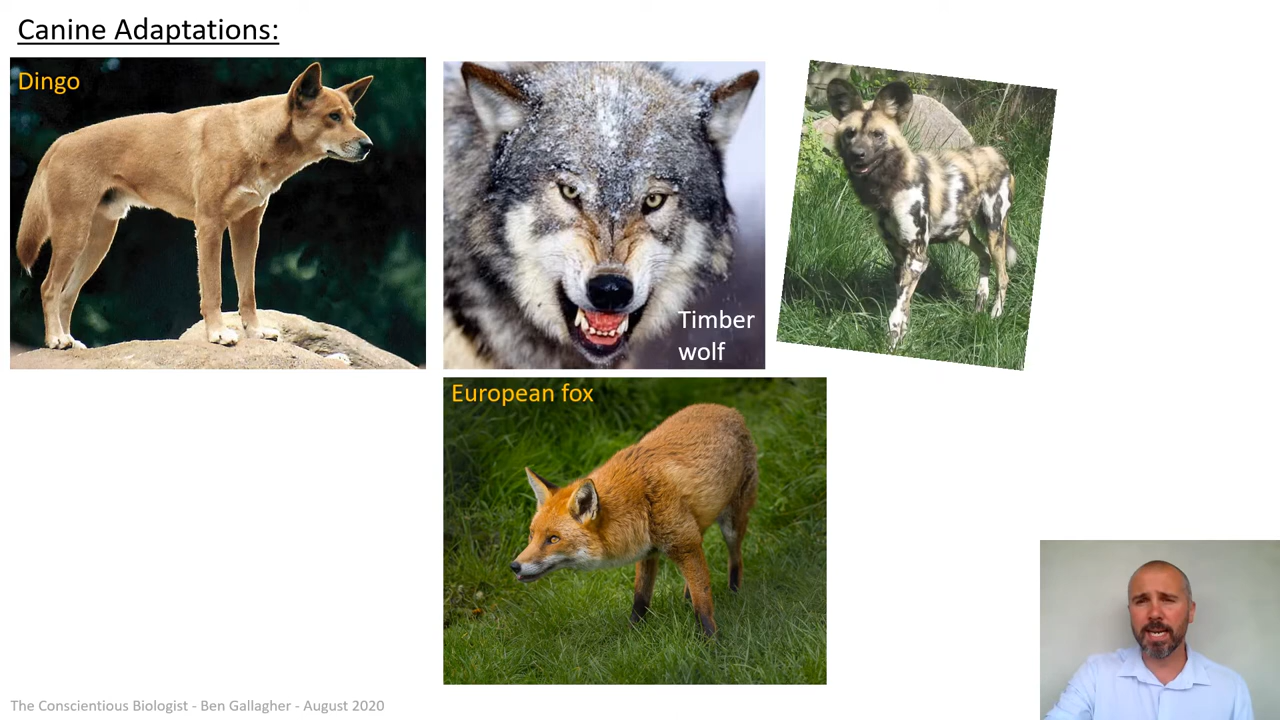 Canine Adaptations:
Dingo
Timber
wolf
European fox
The Conscientious Biologist - Ben Gallagher - August 2020